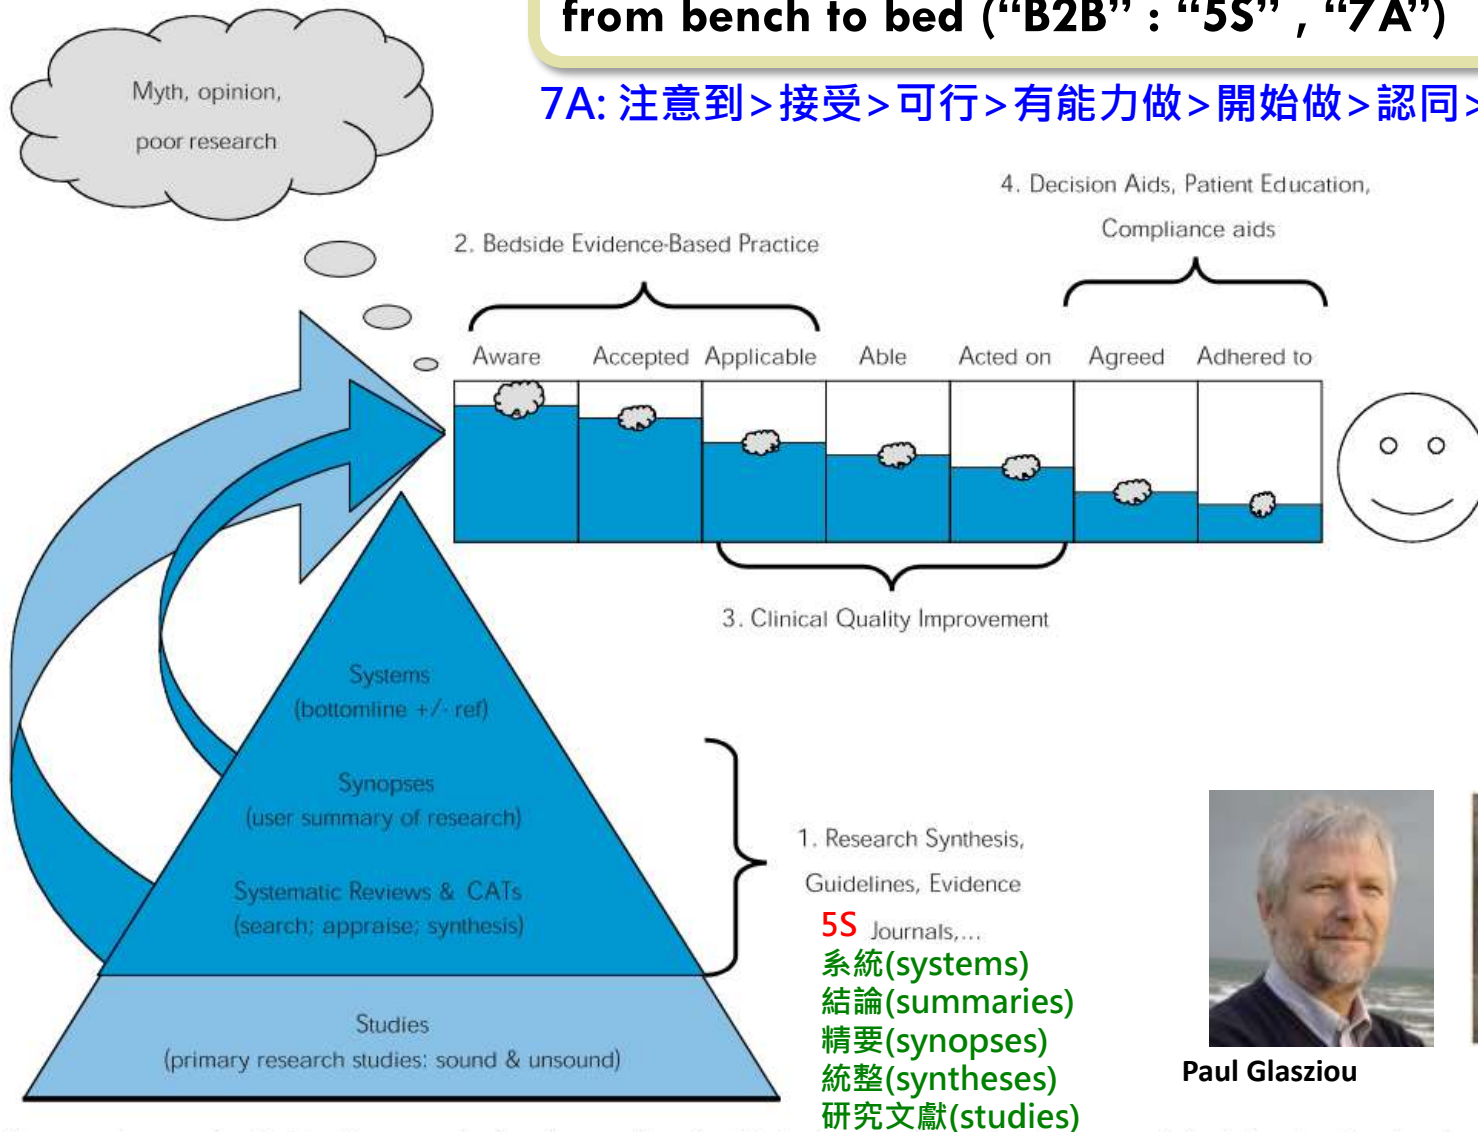 from bench to bed (“B2B” : “5S” , “7A”)
7A: 注意到>接受>可行>有能力做>開始做>認同>
Myth, opinion,
poor research
4. Decision Aids, Patient Education,
Compliance aids
2. Bedside Evidence-Based Practice
Aware Accepted Applicable Able Acted on Agreed Adhered to
3. Clinical Quality Improvement
Systems
(bottomline +/- ref)
Synopses
(user summary of research)
Systematic Reviews & CATs
(search; appraise; synthesis)
Studies
(primary research studies: sound & unsound)
1. Research Synthesis,
Guidelines, Evidence
5S Journals,...
系統(systems)
結論(summaries)
精要(synopses)
統整(syntheses)
研究文獻(studies)
Paul Glasziou